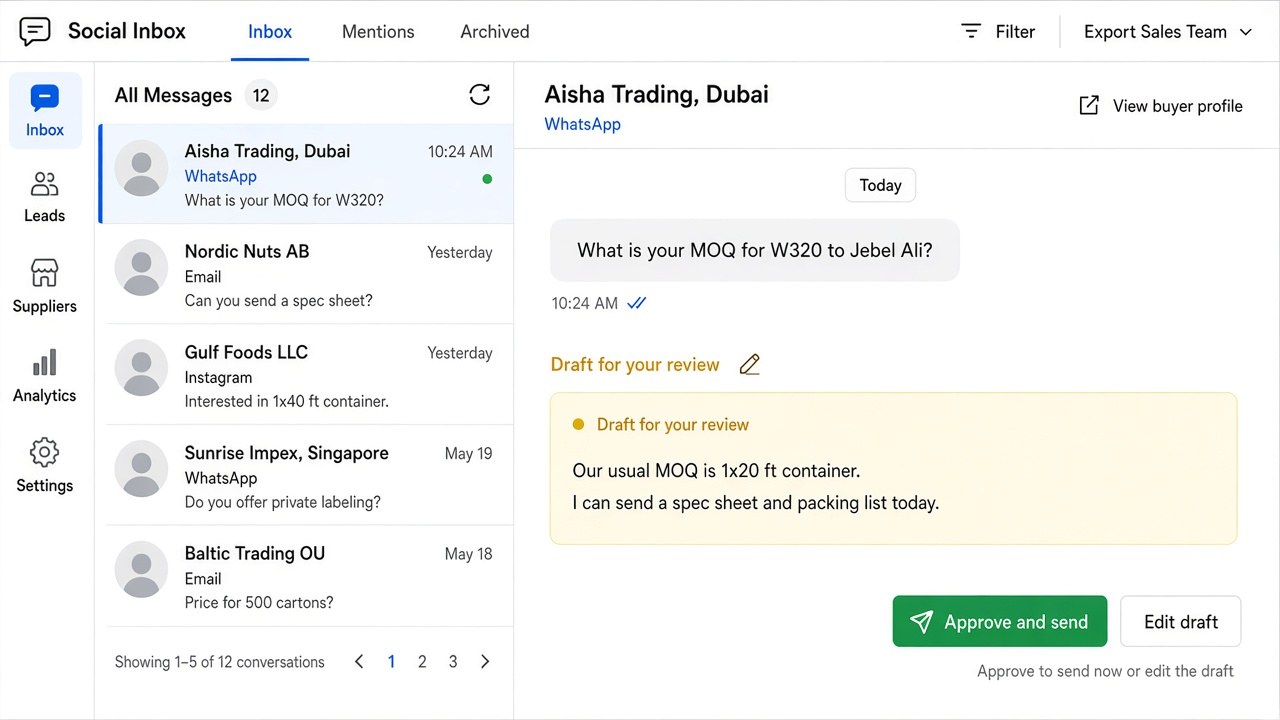 Social Inbox
Inbox
Mentions
Archived
Filter
Export Sales Team
Inbox
Leads
Suppliers
Analytics
Settings
All Messages 12
Aisha Trading, Dubai 10:24 AM
WhatsApp
What is your MOQ for W320?
Nordic Nuts AB Yesterday
Email
Can you send a spec sheet?
Gulf Foods LLC Yesterday
Instagram
Interested in 1x40 ft container.
Sunrise Impex, Singapore May 19
WhatsApp
Do you offer private labeling?
Baltic Trading OU May 18
Email
Price for 500 cartons?
Showing 1–5 of 12 conversations 1 2 3
Aisha Trading, Dubai
WhatsApp
View buyer profile
Today
What is your MOQ for W320 to Jebel Ali?
10:24 AM
Draft for your review
Draft for your review
Our usual MOQ is 1x20 ft container.
I can send a spec sheet and packing list today.
Approve and send
Edit draft
Approve to send now or edit the draft